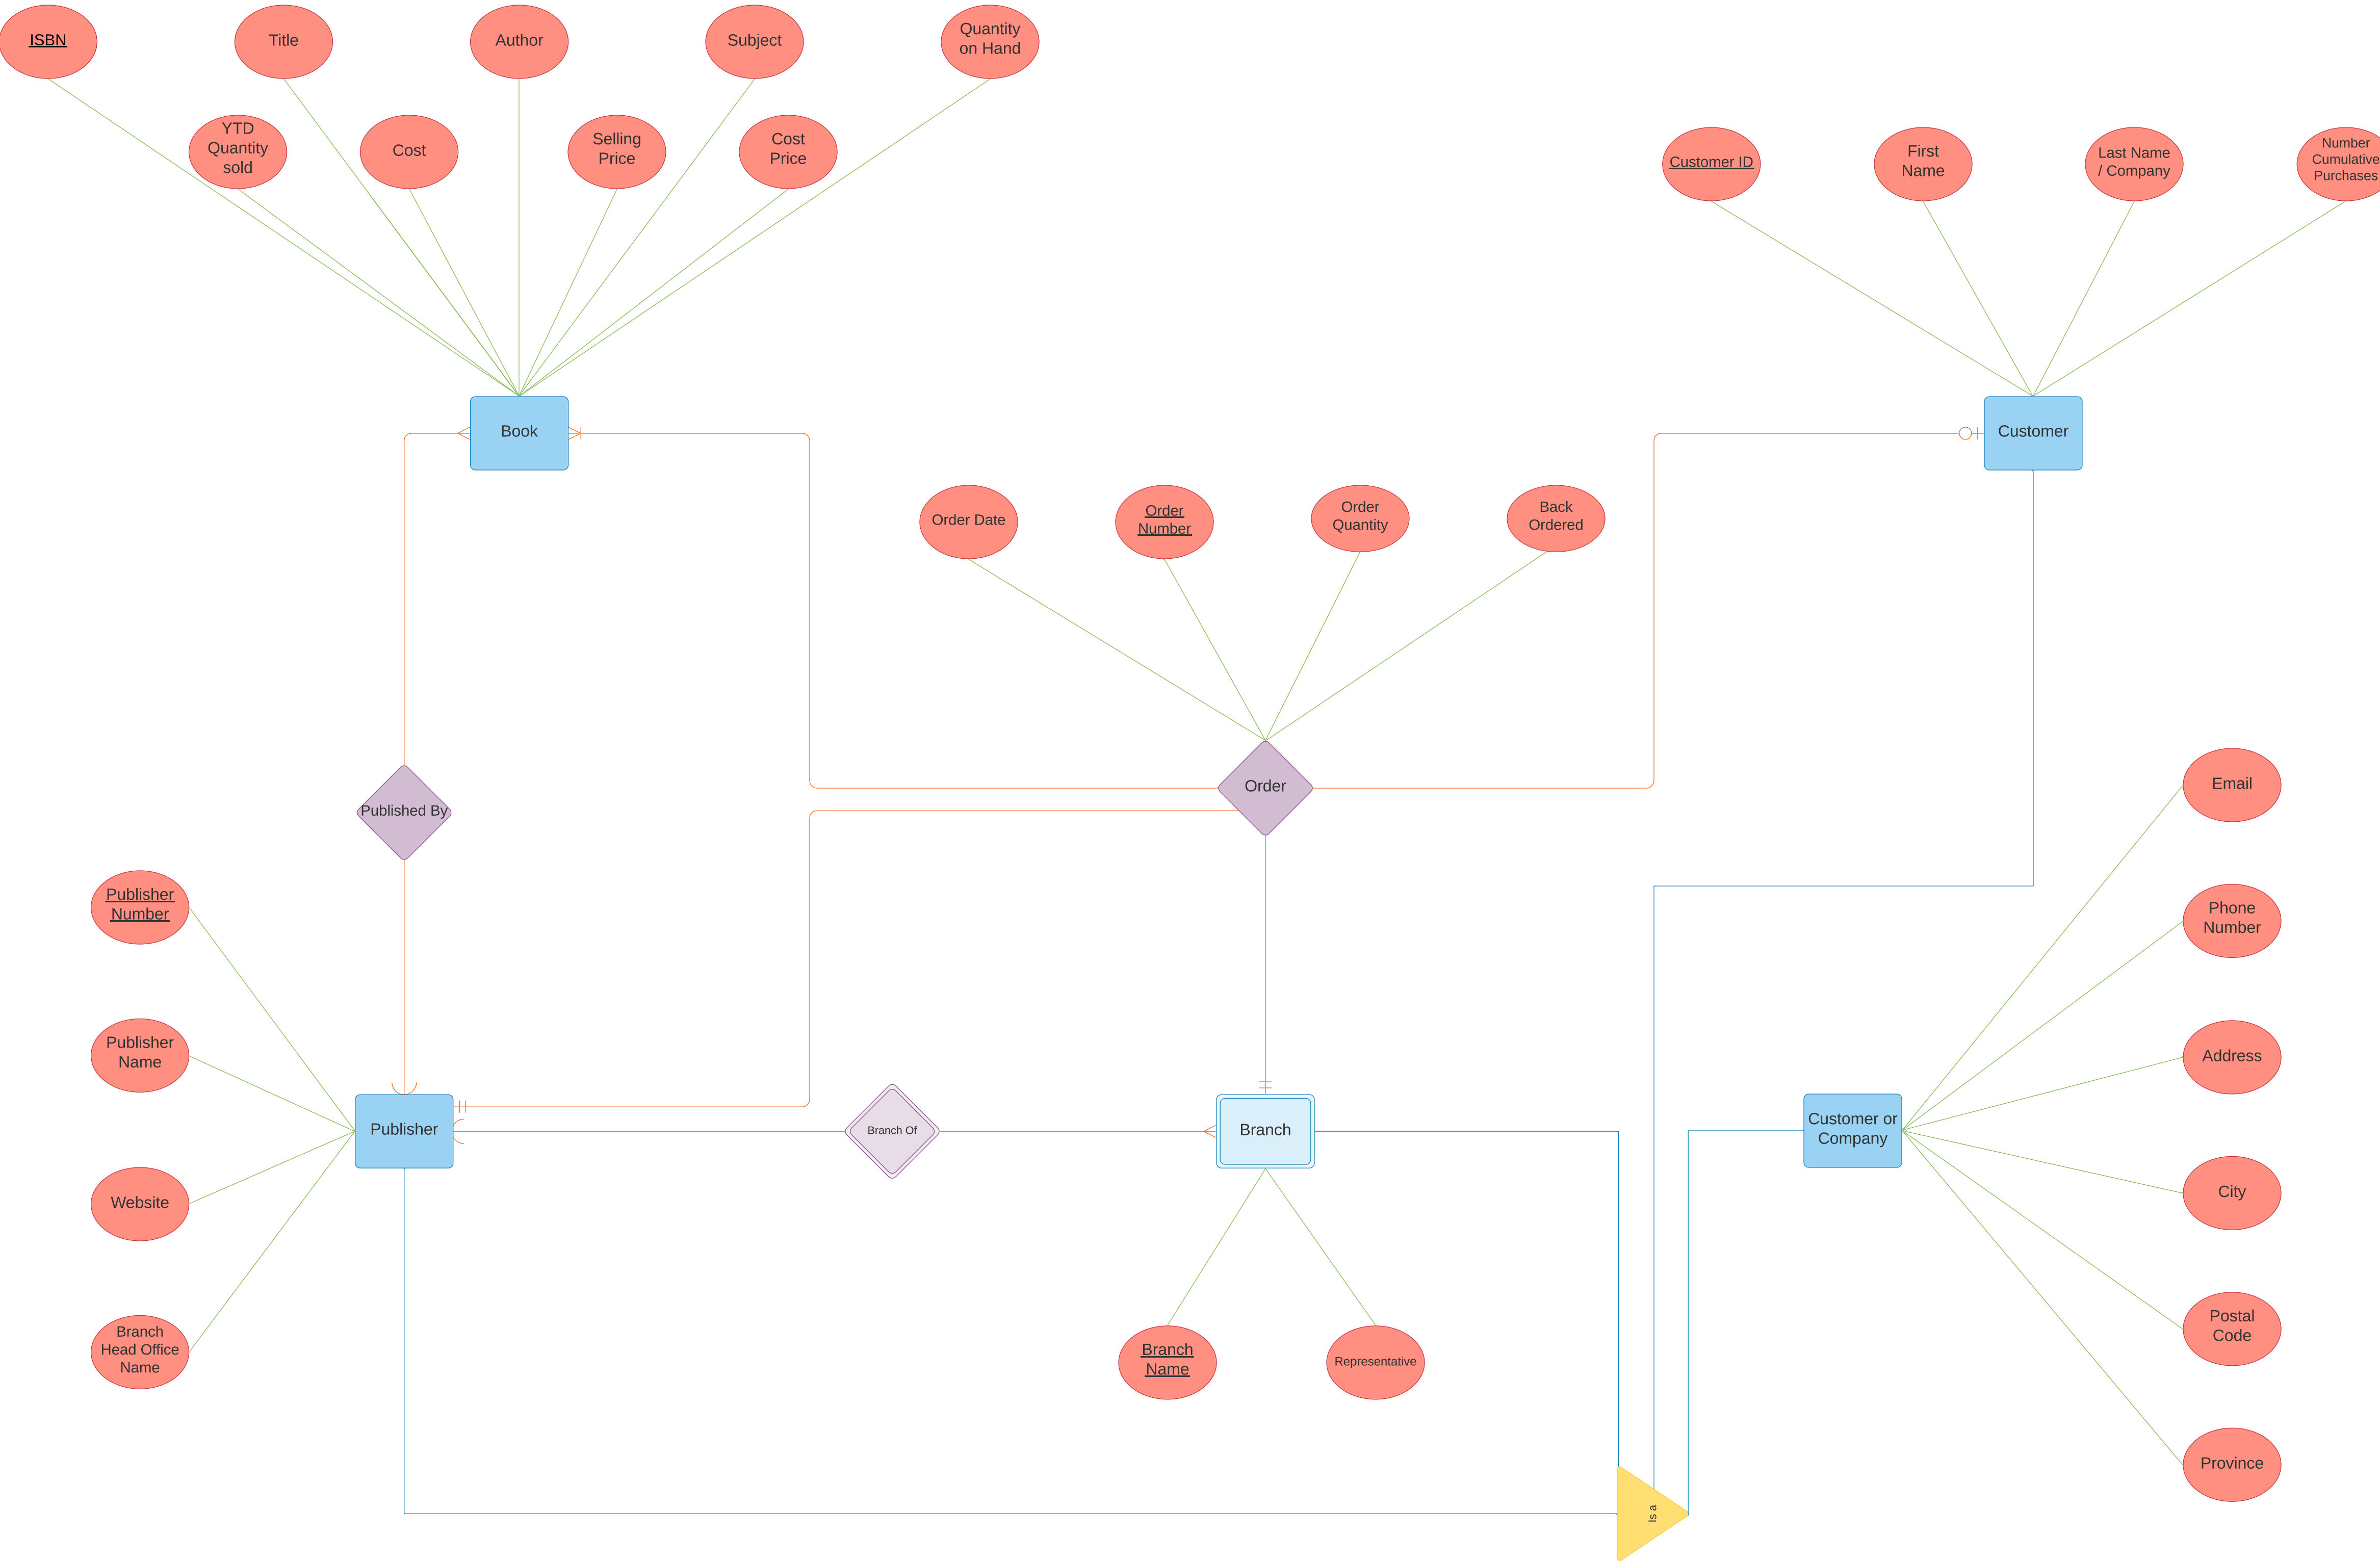 ISBN
Title
Author
Subject
Quantity
on Hand
YTD
Quantity
sold
Cost
Selling
Price
Cost
Price
Customer ID
First
Name
Last Name
/ Company
Number
Cumulative
Purchases
Book
Customer
Order Date
Order
Number
Order
Quantity
Back
Ordered
Order
Published By
Email
Publisher
Number
Phone
Number
Publisher
Name
Address
Publisher
Branch Of
Branch
Customer or
Company
Website
City
Branch
Head Office
Name
Branch
Name
Representative
Postal
Code
Province
Is a